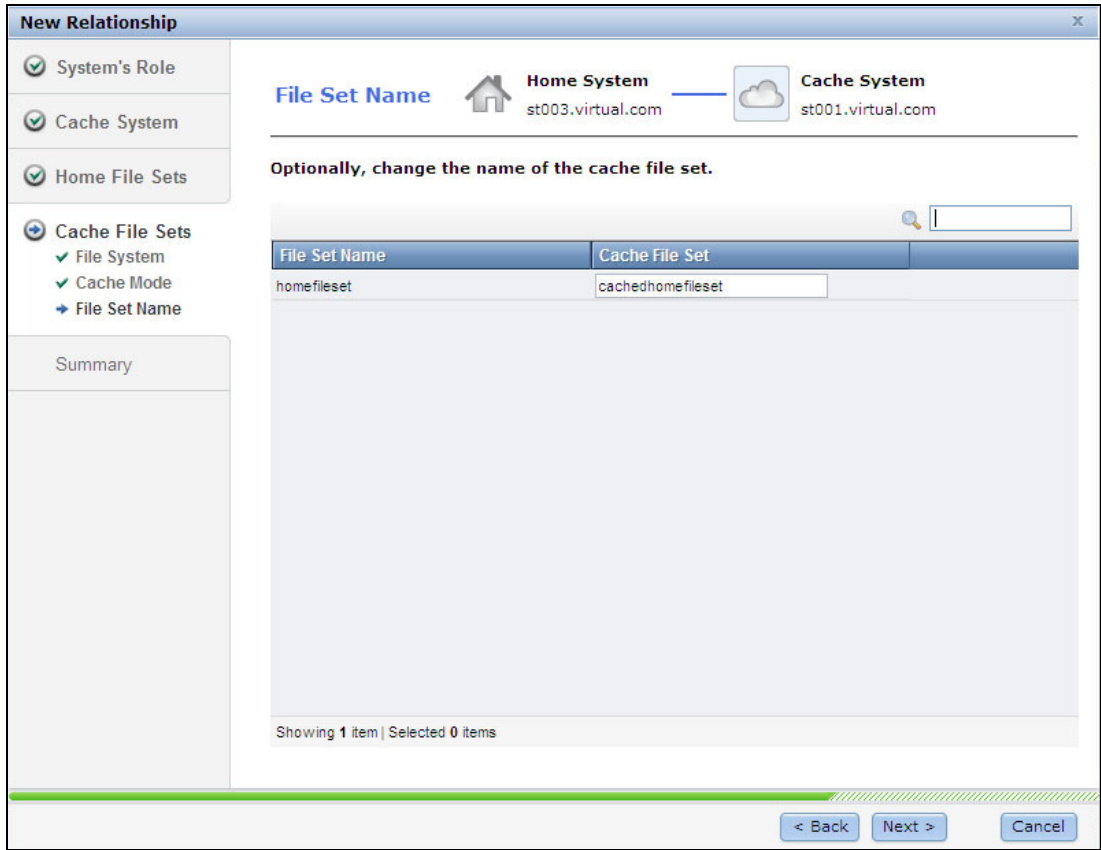 New Relationship
x
System's Role
Cache System
Home File Sets
Cache File Sets
File System
Cache Mode
File Set Name
Summary
File Set Name
Home System
st003.virtual.com
Cache System
st001.virtual.com
Optionally, change the name of the cache file set.
File Set Name Cache File Set
homefileset cachedhomefileset
Showing 1 item | Selected 0 items
< Back Next > Cancel